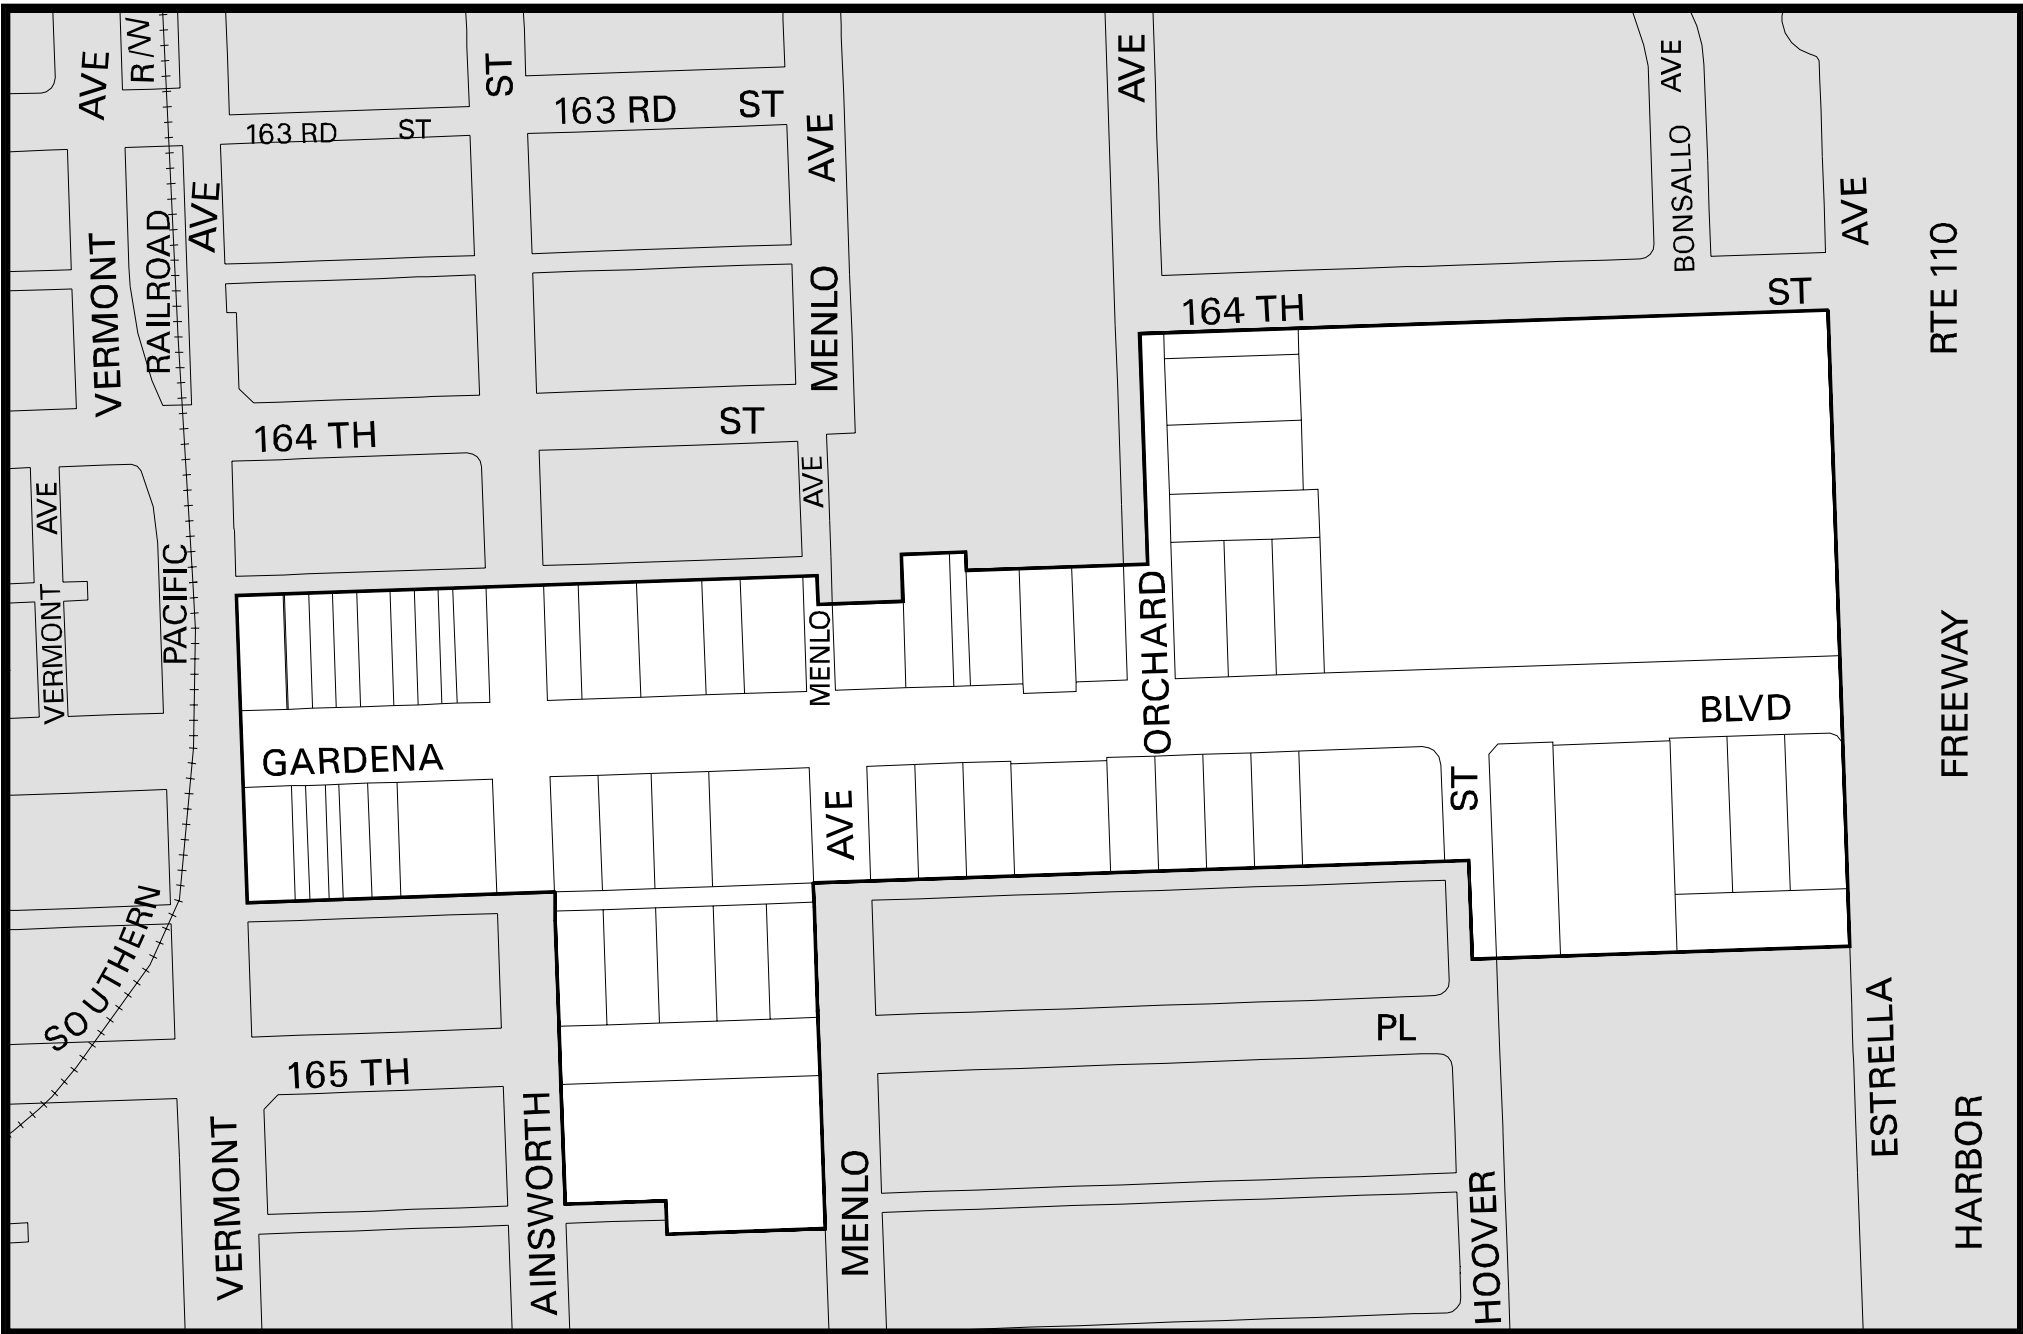 AVE
R/W
ST
163 RD ST
163 RD ST
AVE
AVE
BONSALLO AVE
AVE
VERMONT
RAILROAD
AVE
MENLO
164 TH ST
RTE 110
164 TH ST
AVE
AVE
VERMONT
PACIFIC
MENLO
ORCHARD
FREEWAY
GARDENA
BLVD
AVE
ST
SOUTHERN
165 TH
PL
VERMONT
AINSWORTH
MENLO
HOOVER
ESTRELLA
HARBOR